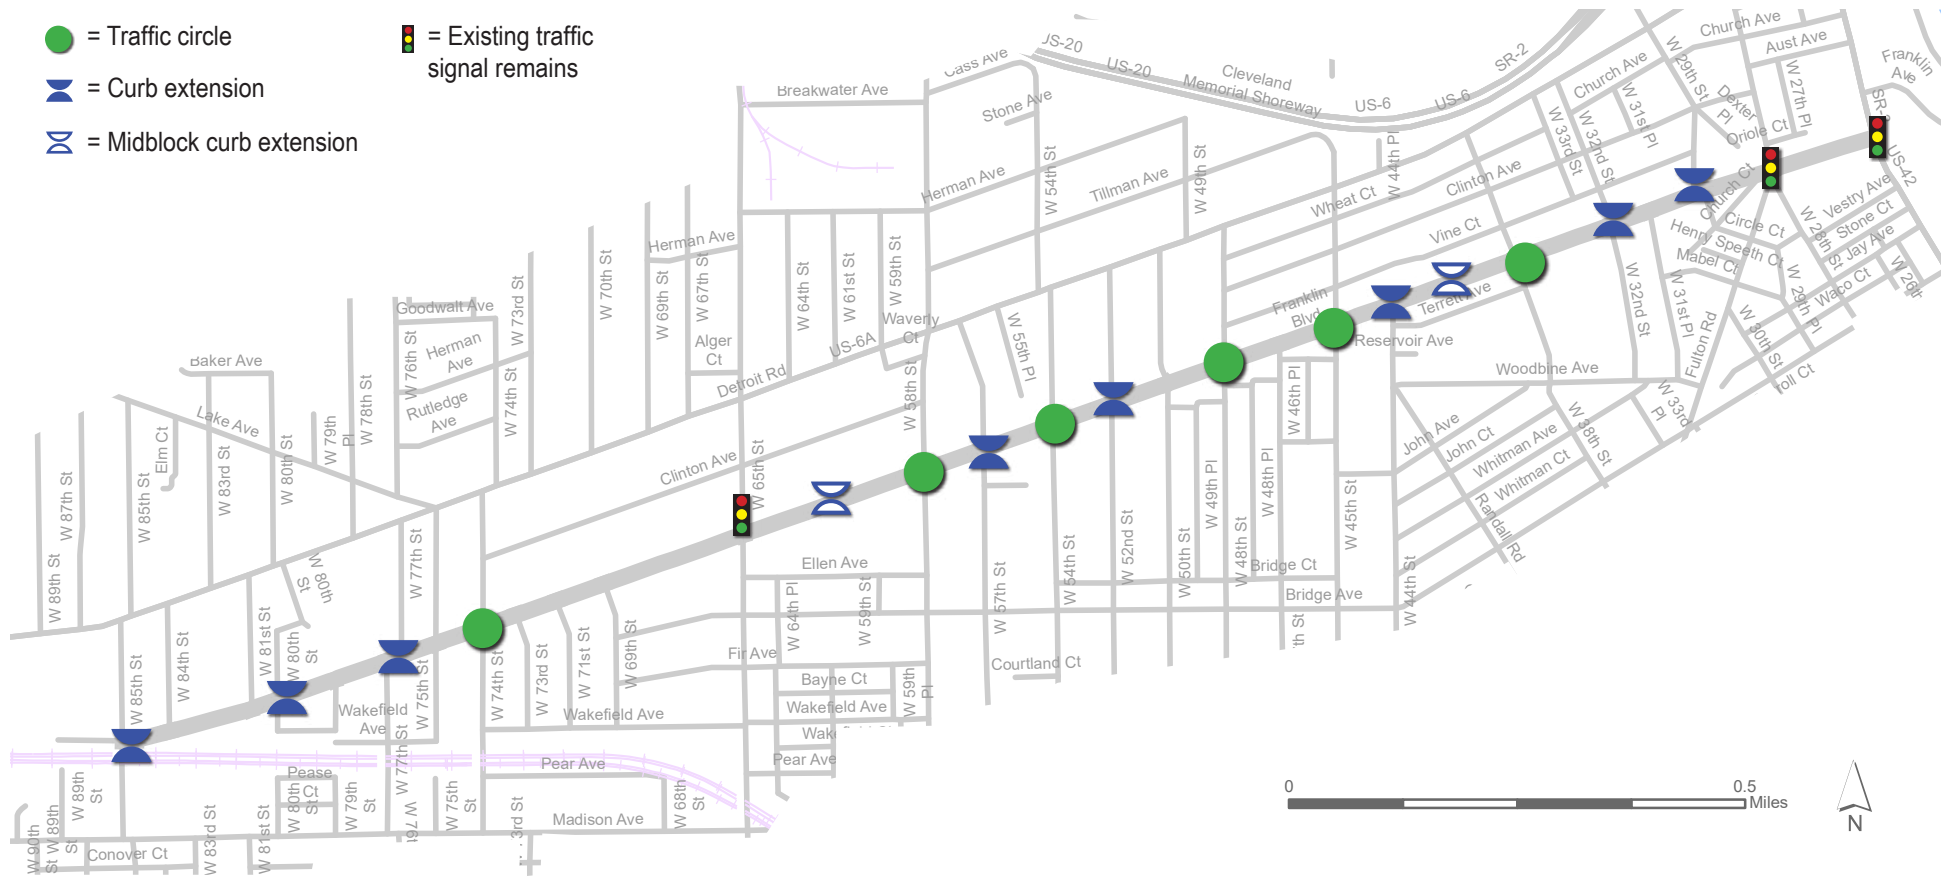 = Traffic circle
= Curb extension
= Midblock curb extension
= Existing traffic
signal remains
Cass Ave
US-20
US-20
Cleveland
Memorial Shoreway
US-6
US-6
SR-2
Church Ave
Church Ave
Aust Ave
Franklin
Ave
W 29th St
W 27th Pl
Dexter
Pl
Oriole Ct
W 31st Pl
W 32nd St
W 33rd St
US-42
Breakwater Ave
Stone Ave
W 54th St
Herman Ave
Tillman Ave
W 49th St
W 44th Pl
Wheat Ct
Clinton Ave
Vine Ct
Church Ct
Circle Ct
Henry Speeth Ct
Mabel Ct
W 28th St
Vestry Ave
Stone Ct
Jay Ave
W 26th
Waco Ct
W 29th Pl
W 30th St
Fulton Rd
W 31st Pl
W 32nd St
Herman Ave
W 70th St
W 69th St
W 67th St
W 64th St
W 61st St
W 59th St
Waverly
Ct
US-6A
Detroit Rd
Alger
Ct
W 73rd St
Goodwalt Ave
W 76th St
Herman
Ave
Rutledge
Ave
W 74th St
W 78th St
Baker Ave
Lake Ave
W 79th
Pl
W 80th St
W 83rd St
Elm Ct
W 85th St
W 87th St
W 89th St
Franklin
Blvd
Terrett Ave
Reservoir Ave
Woodbine Ave
W 33rd
Pl
W 38th St
John Ave
John Ct
Whitman Ave
Whitman Ct
Randall Rd
W 55th Pl
W 58th St
Clinton Ave
W 65th St
W 46th Pl
W 45th St
W 44th St
W 48th Pl
W 48th St
W 49th Pl
W 50th St
W 52nd St
W 54th St
W 57th St
Bridge Ct
Bridge Ave
Courtland Ct
Ellen Ave
W 64th Pl
W 59th St
Fir Ave
Bayne Ct
Wakefield Ave
W 59th
Pl
Pear Ave
W 77th St
W 80th
St
W 81st St
W 80th
St
W 84th St
W 85th St
Wakefield
Ave
W 75th St
W 77th St
W 74th St
W 73rd St
W 71st St
W 69th St
Wakefield Ave
Pear Ave
Madison Ave
W 68th
St
W 75th
St
W 79th
St
Pease
Ct
W 80th
St
W 81st St
W 83rd St
W 89th
St
W 89th
St
W 90th
St
Conover Ct
0
0.5
Miles
N